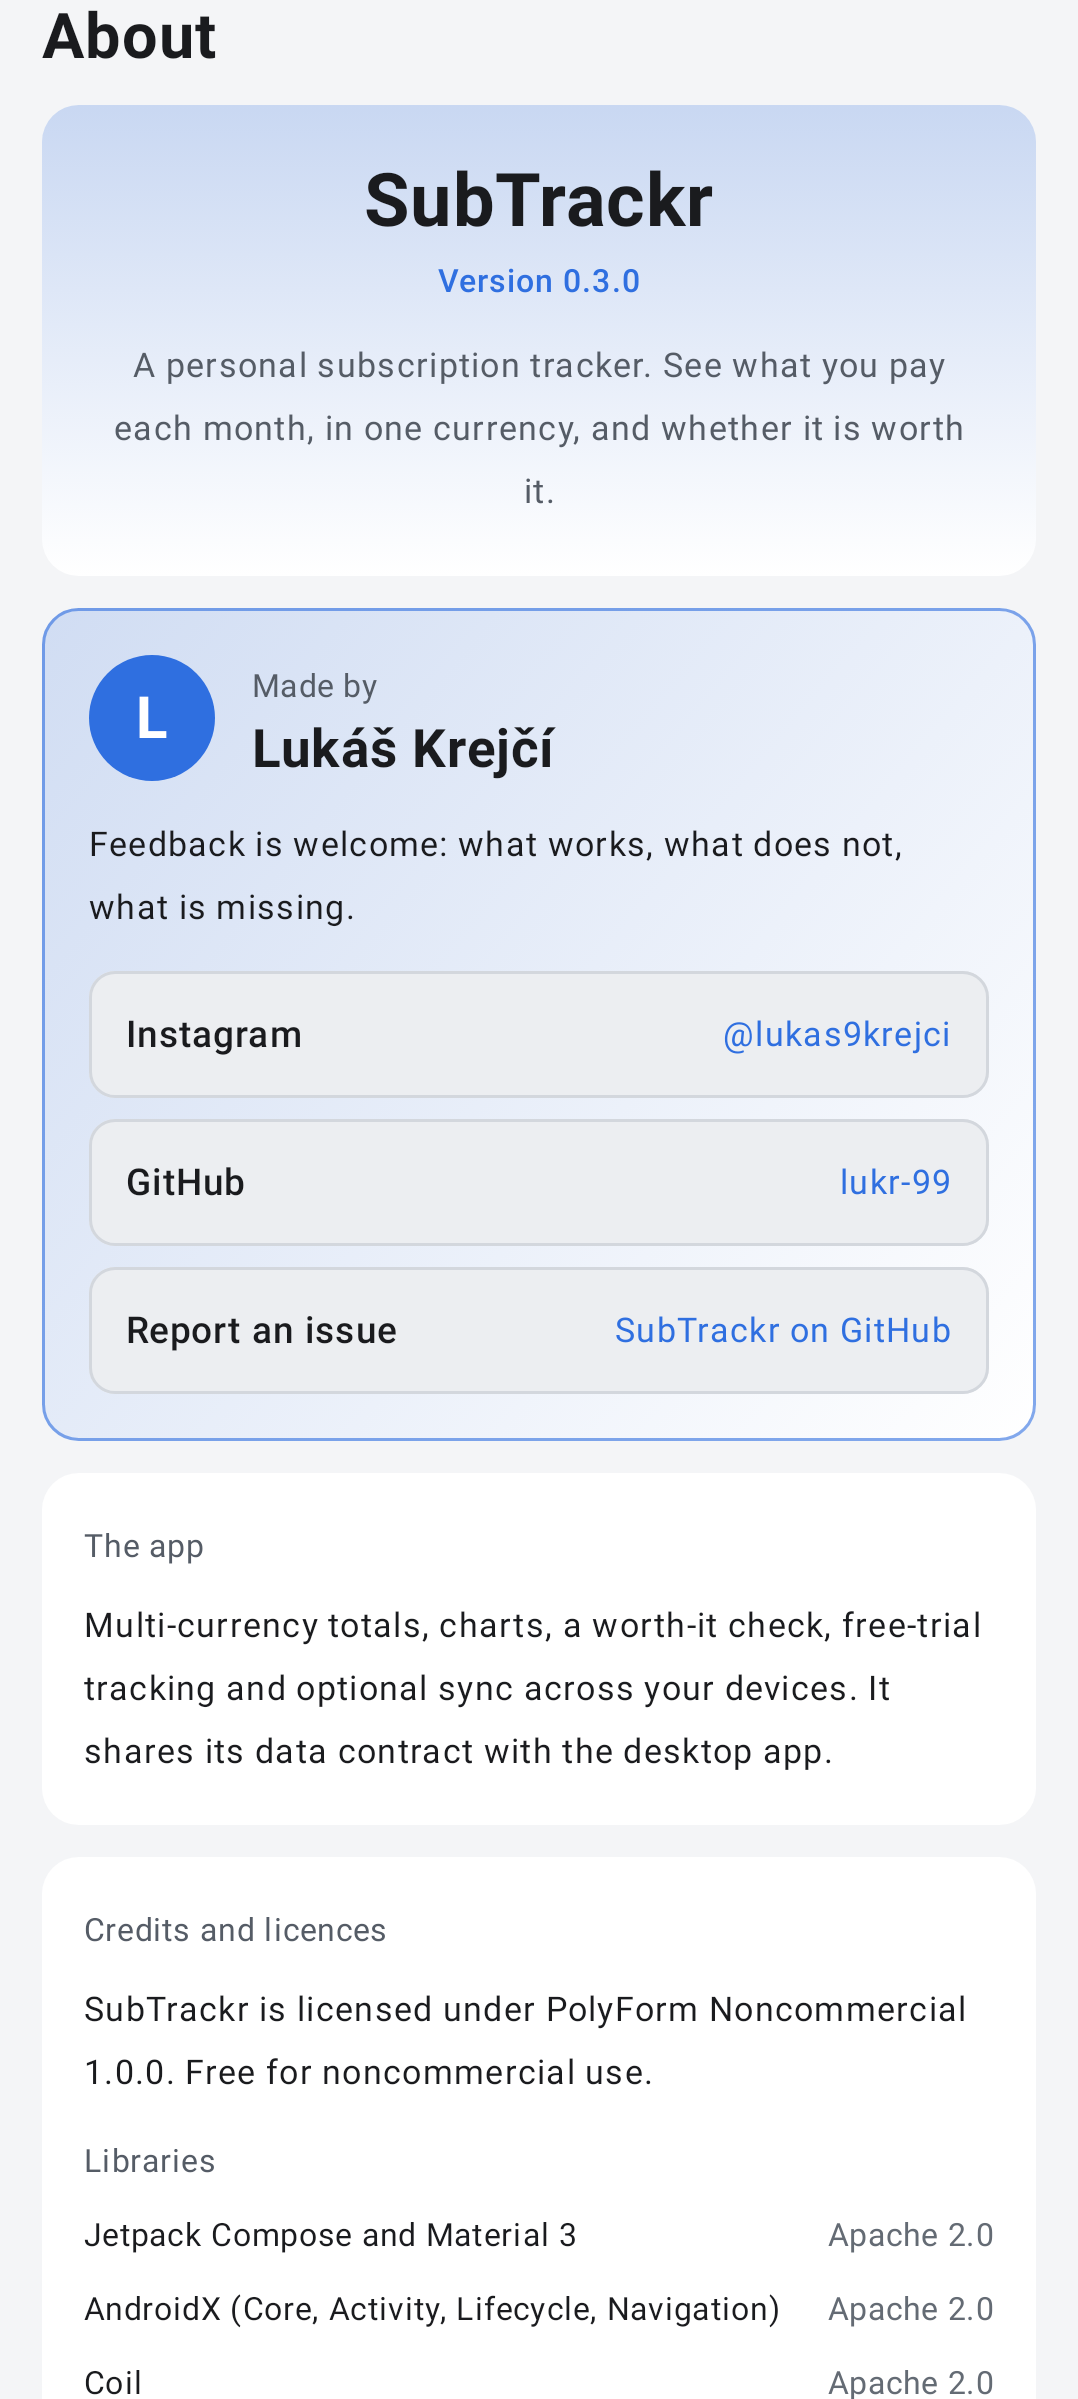 About
SubTrackr
Version 0.3.0
A personal subscription tracker. See what you pay
each month, in one currency, and whether it is worth
it.
L
Made by
Lukáš Krejčí
Feedback is welcome: what works, what does not,
what is missing.
Instagram @lukas9krejci
GitHub lukr-99
Report an issue SubTrackr on GitHub
The app
Multi-currency totals, charts, a worth-it check, free-trial
tracking and optional sync across your devices. It
shares its data contract with the desktop app.
Credits and licences
SubTrackr is licensed under PolyForm Noncommercial
1.0.0. Free for noncommercial use.
Libraries
Jetpack Compose and Material 3 Apache 2.0
AndroidX (Core, Activity, Lifecycle, Navigation) Apache 2.0
Coil Apache 2.0